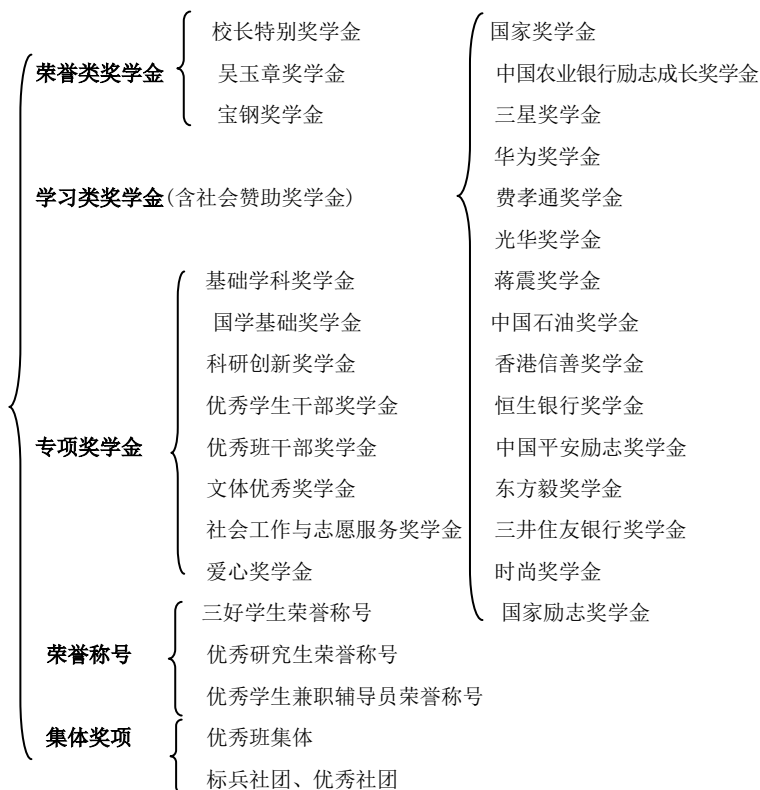 荣誉类奖学金
校长特别奖学金
吴玉章奖学金
宝钢奖学金
学习类奖学金(含社会赞助奖学金)
国家奖学金
中国农业银行励志成长奖学金
三星奖学金
华为奖学金
费孝通奖学金
光华奖学金
蒋震奖学金
中国石油奖学金
香港信善奖学金
恒生银行奖学金
中国平安励志奖学金
东方毅奖学金
三井住友银行奖学金
时尚奖学金
国家励志奖学金
专项奖学金
基础学科奖学金
国学基础奖学金
科研创新奖学金
优秀学生干部奖学金
优秀班干部奖学金
文体优秀奖学金
社会工作与志愿服务奖学金
爱心奖学金
荣誉称号
三好学生荣誉称号
优秀研究生荣誉称号
优秀学生兼职辅导员荣誉称号
集体奖项
优秀班集体
标兵社团、优秀社团